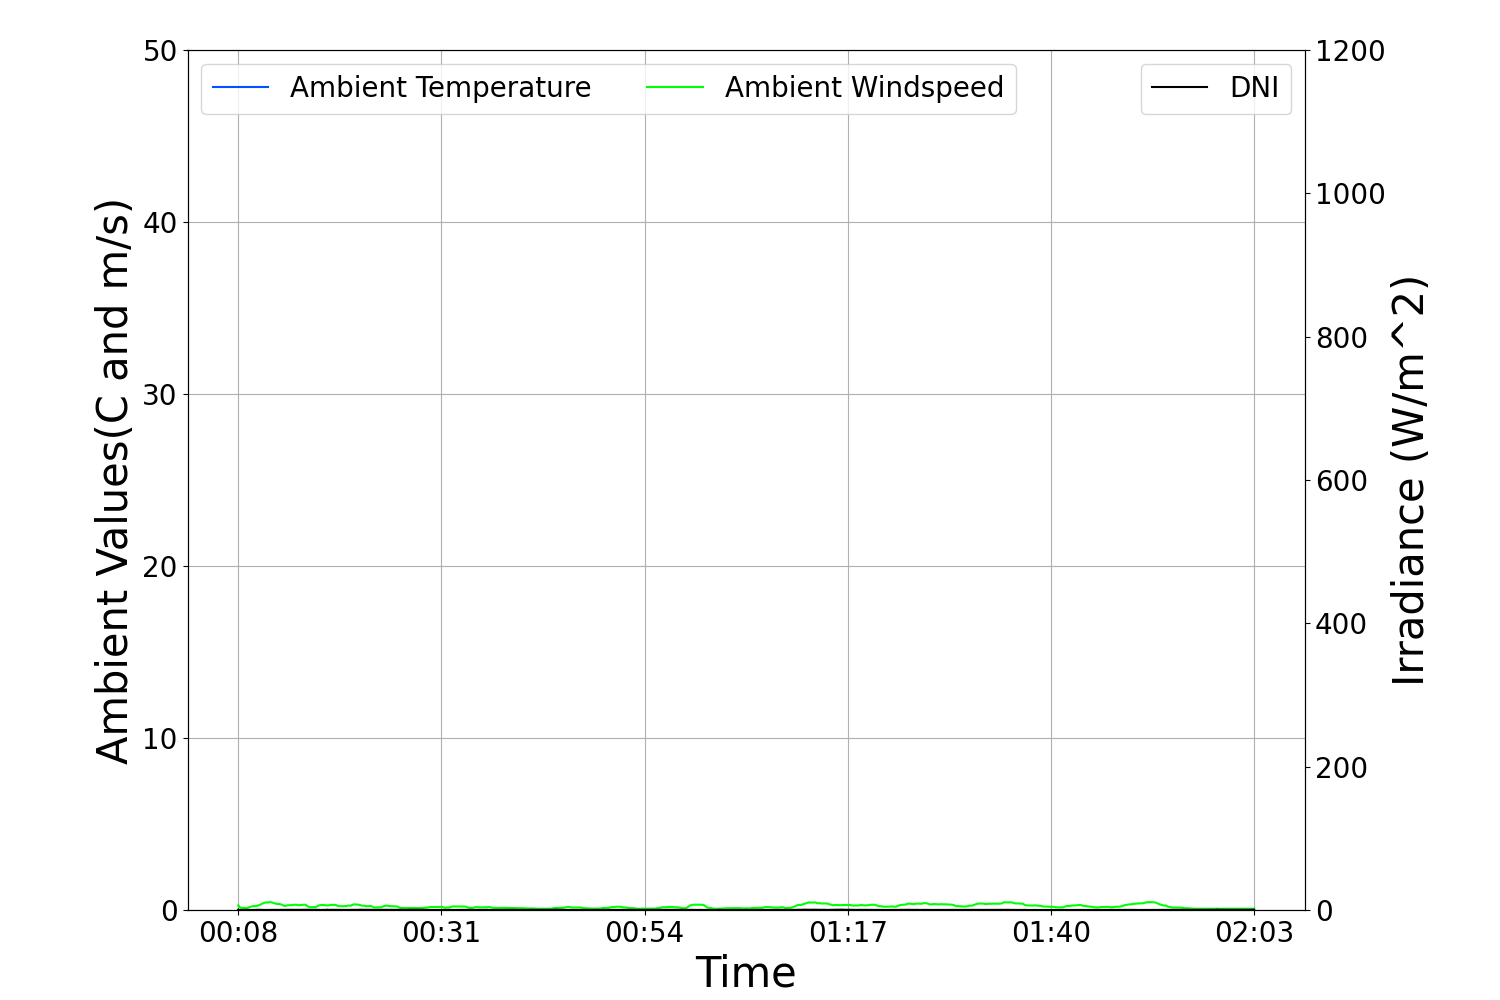 Ambient Temperature Ambient Windspeed DNI
50
40
30
20
10
0
Ambient Values(C and m/s)
1200
1000
800
600
400
200
0
Irradiance (W/m^2)
00:08 00:31 00:54 01:17 01:40 02:03
Time